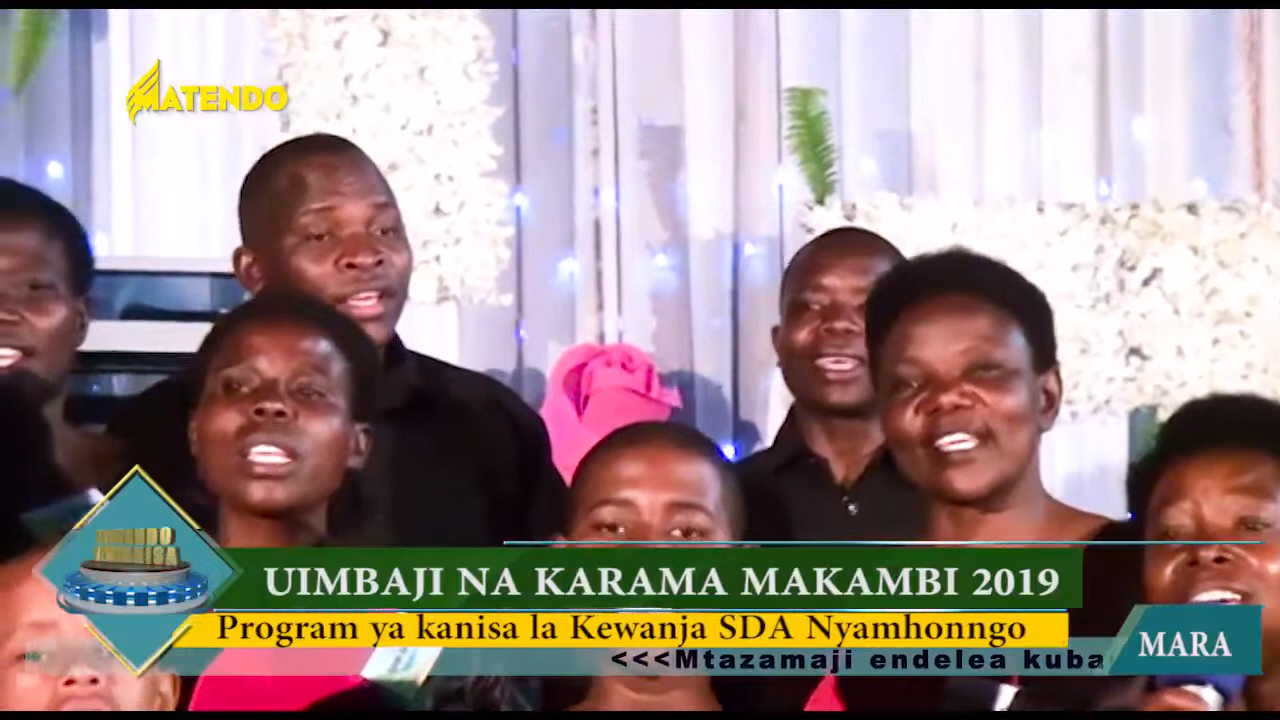 MATENDO
UIMBAJI NA KARAMA MAKAMBI 2019
Program ya kanisa la Kewanja SDA Nyamhonngo
<<<Mtazamaji endelea kuba
MARA